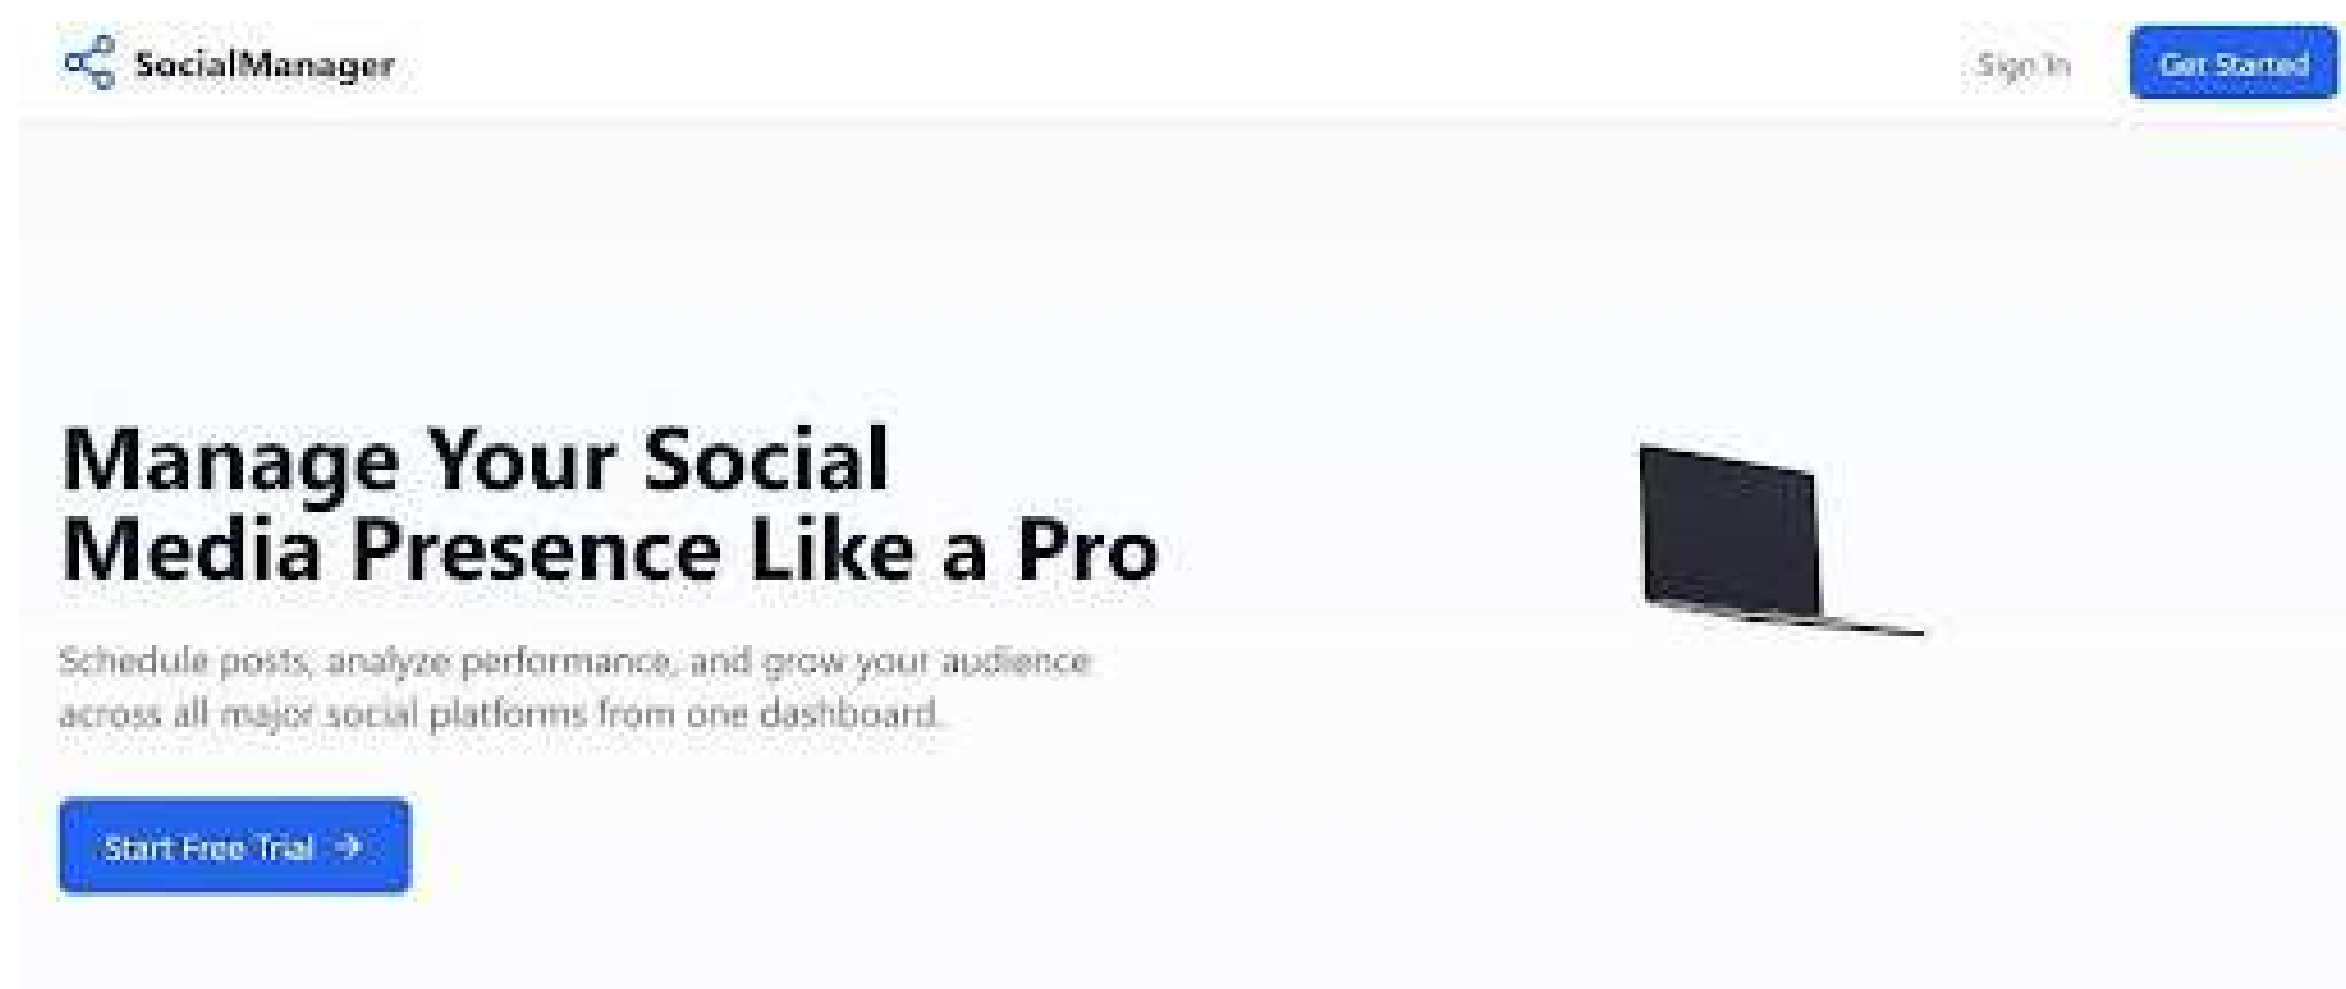 SocialManager
Sign In
Get Started
Manage Your Social
Media Presence Like a Pro
Schedule posts, analyze performance, and grow your audience
across all major social platforms from one dashboard.
Start Free Trial →